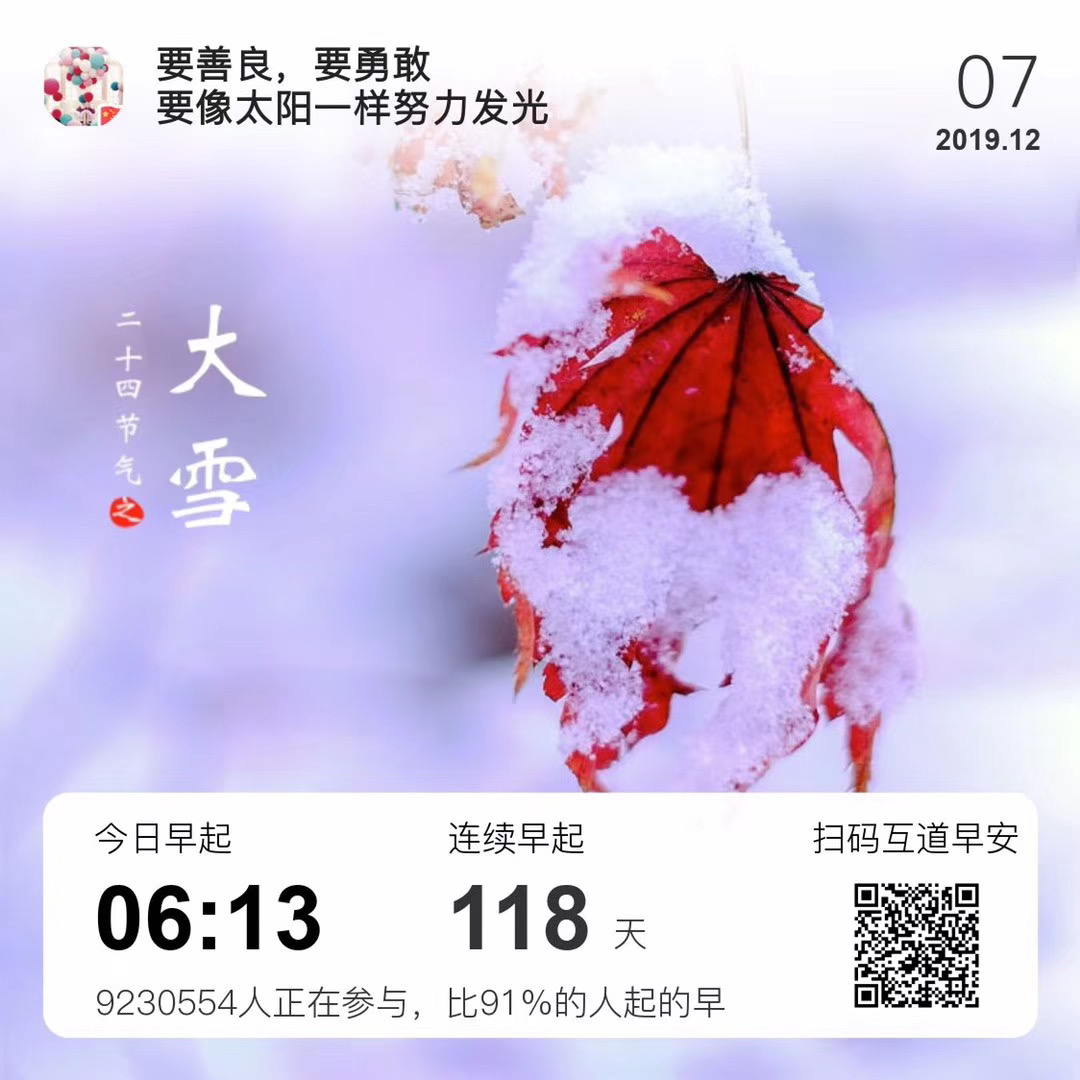 要善良，要勇敢
要像太阳一样努力发光
07
2019.12
二十四节气之
大雪
今日早起
06:13
连续早起
118 天
扫码互道早安
9230554人正在参与，比91%的人起的早